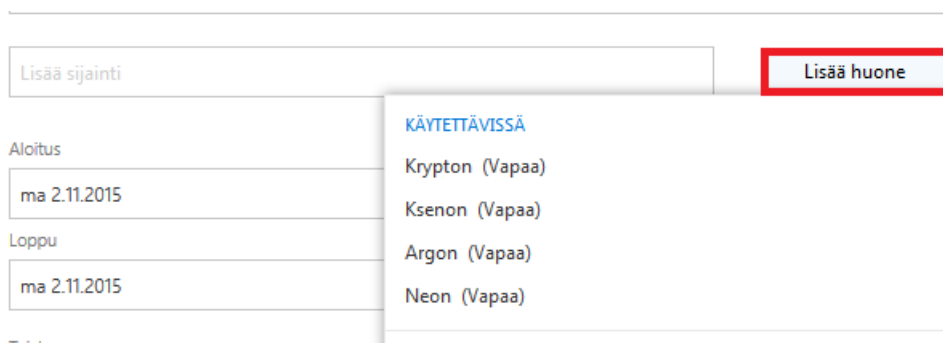 Lisää sijainti
Lisää huone
KÄYTETTÄVISSÄ
Krypton (Vapaa)
Ksenon (Vapaa)
Argon (Vapaa)
Neon (Vapaa)
Aloitus
ma 2.11.2015
Loppu
ma 2.11.2015